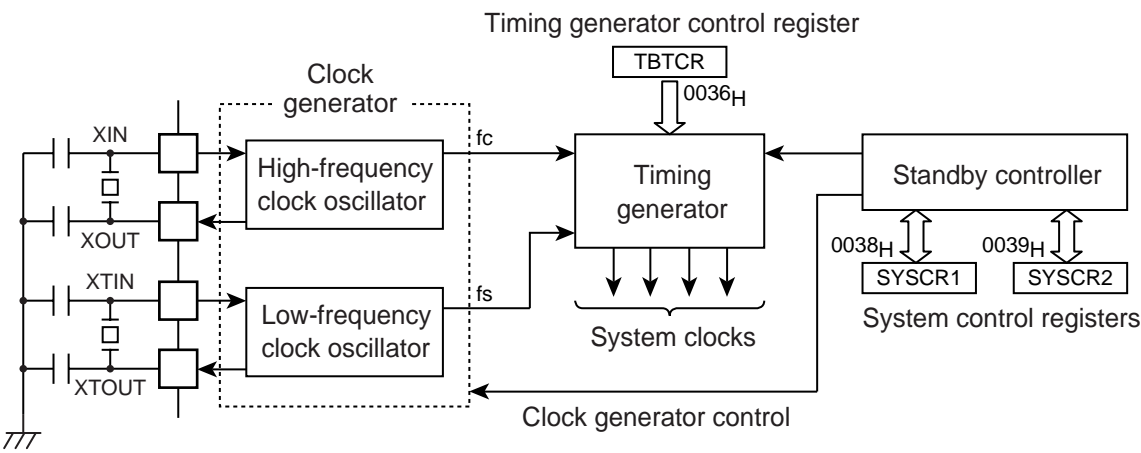 Timing generator control register
TBTCR
0036H
Clock
generator
XIN
XOUT
XTIN
XTOUT
High-frequency
clock oscillator
fc
Low-frequency
clock oscillator
fs
Timing
generator
System clocks
Standby controller
0038H
0039H
SYSCR1
SYSCR2
System control registers
Clock generator control